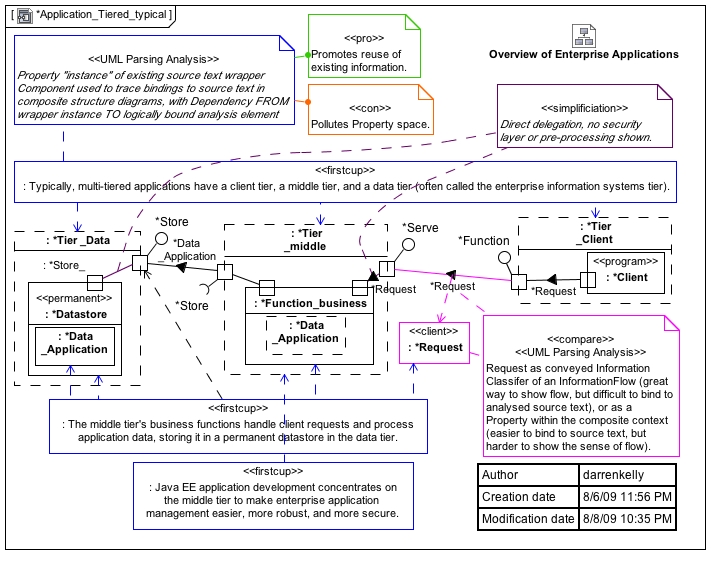 [ *Application_Tiered_typical ]
<<UML Parsing Analysis>>
Property "instance" of existing source text wrapper
Component used to trace bindings to source text in
composite structure diagrams, with Dependency FROM
wrapper instance TO logically bound analysis element
<<pro>>
Promotes reuse of
existing information.
<<con>>
Pollutes Property space.
Overview of Enterprise Applications
<<simplificiation>>
Direct delegation, no security
layer or pre-processing shown.
<<firstcup>>
: Typically, multi-tiered applications have a client tier, a middle tier, and a data tier (often called the enterprise information systems tier).
: *Tier _Data
: *Store_
<<permanent>>
: *Datastore
: *Data
_Application
*Store
*Data
_Application
*Store
: *Tier
_middle
: *Function_business
: *Data
_Application
*Serve
*Request
*Request
*Function
: *Tier
_Client
<<program>>
: *Client
*Request
<<client>>
: *Request
<<compare>>
<<UML Parsing Analysis>>
Request as conveyed Information
Classifer of an InformationFlow (great
way to show flow, but difficult to bind to
analysed source text), or as a
Property within the composite context
(easier to bind to source text, but
harder to show the sense of flow).
<<firstcup>>
: The middle tier's business functions handle client requests and process
application data, storing it in a permanent datastore in the data tier.
<<firstcup>>
: Java EE application development concentrates on
the middle tier to make enterprise application
management easier, more robust, and more secure.
Author darrenkelly
Creation date 8/6/09 11:56 PM
Modification date 8/8/09 10:35 PM